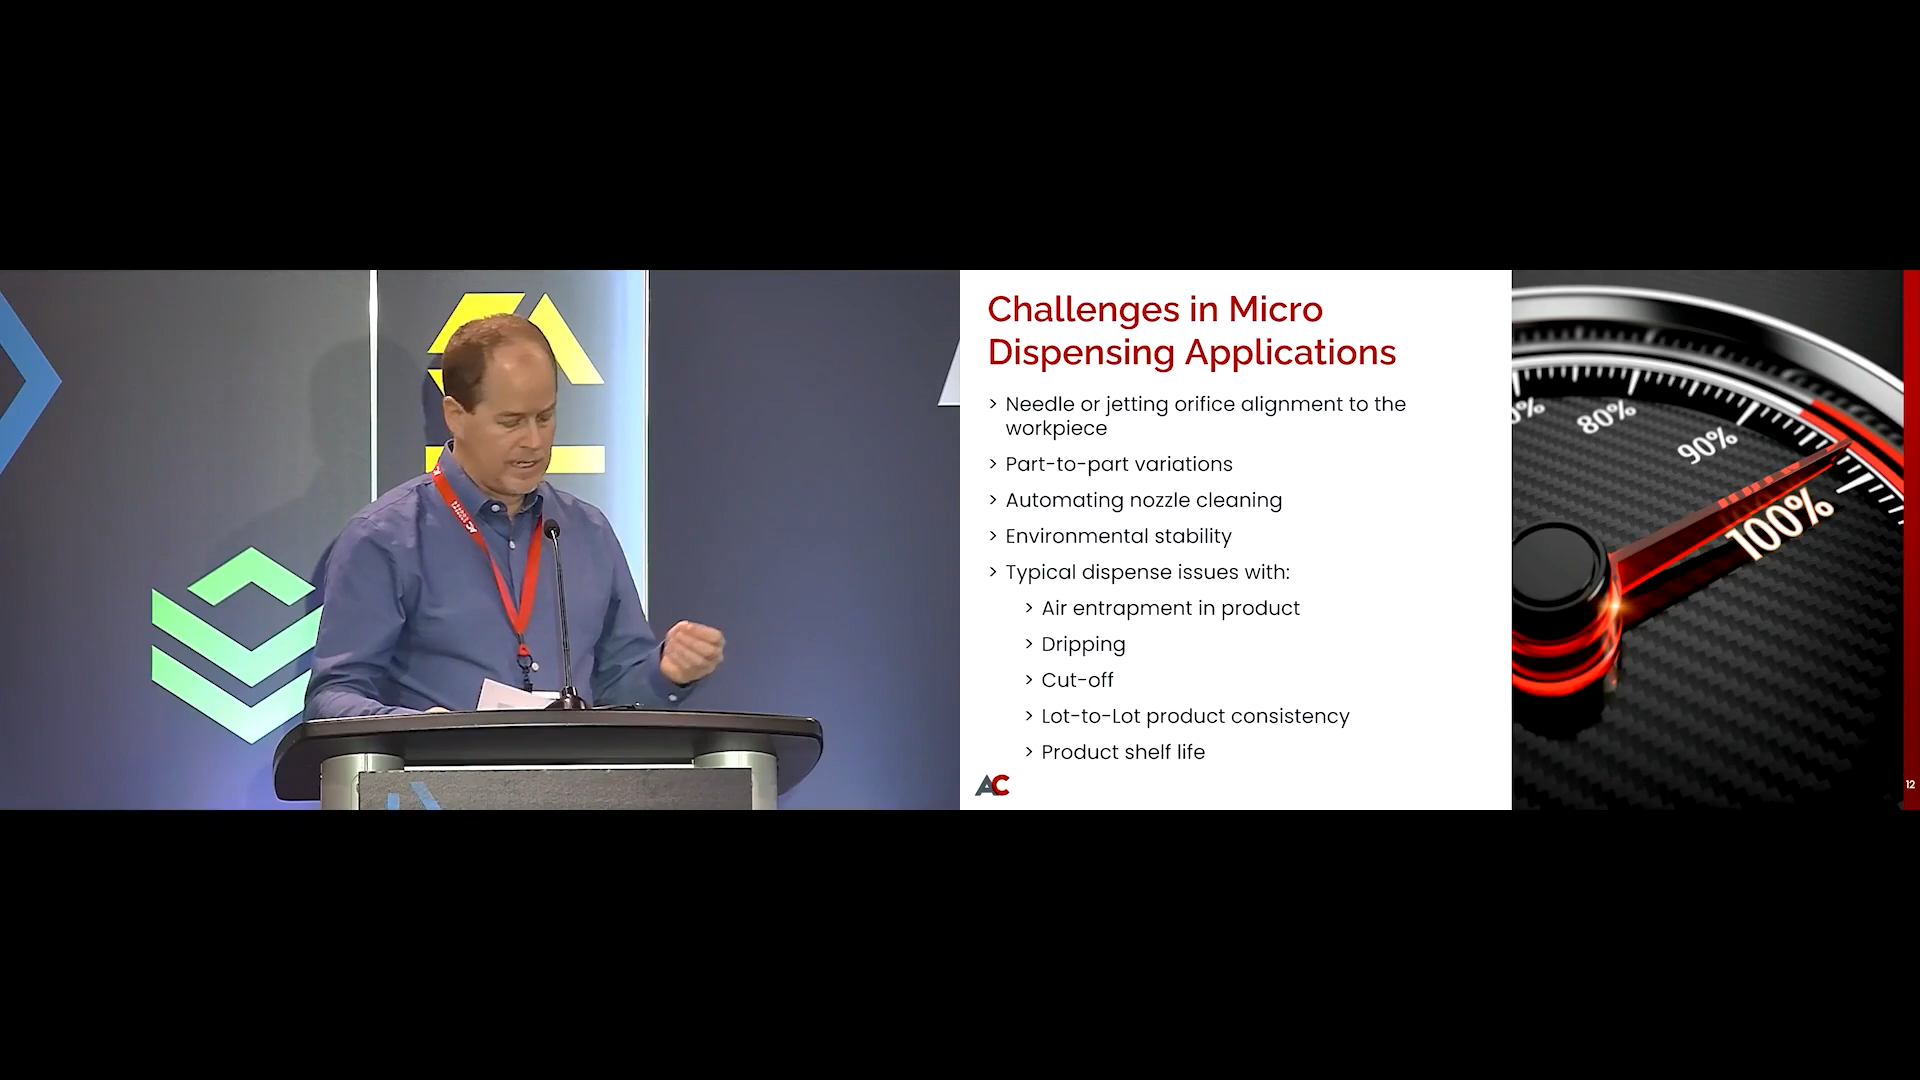 Challenges in Micro
Dispensing Applications
> Needle or jetting orifice alignment to the
workpiece
> Part-to-part variations
> Automating nozzle cleaning
> Environmental stability
> Typical dispense issues with:
> Air entrapment in product
> Dripping
> Cut-off
> Lot-to-Lot product consistency
> Product shelf life
AC
80%
90%
100%
12